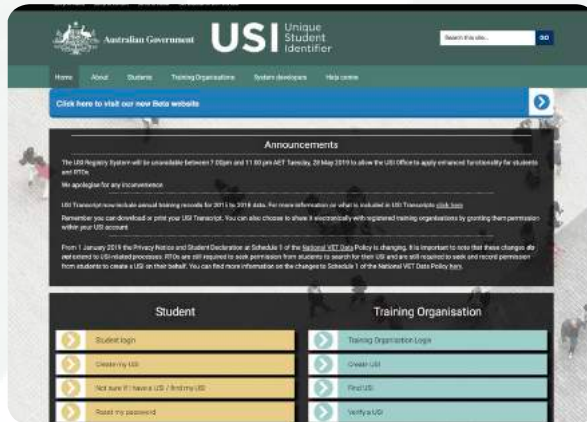 Australian Government
USI
Unique
Student
Identifier
Search this site...
GO
Home About Students Training Organisations System developers Help centre
Click here to visit our new Beta website
Announcements
The USI Registry System will be unavailable between 7:00pm and 11:00 pm AET Tuesday, 28 May 2019 to allow the USI Office to apply enhanced functionality for students
and RTOs.
We apologise for any inconvenience.
USI Transcript now include annual training records for 2015 to 2018 data. For more information on what is included in USI Transcripts click here
Remember you can download or print your USI Transcript. You can also choose to share it electronically with registered training organisations by granting them permission
within your USI account.
From 1 January 2019 the Privacy Notice and Student Declaration at Schedule 1 of the National VET Data Policy is changing. It is important to note that these changes do
not extend to USI-related processes. RTOs are still required to seek permission from students to search for their USI and are still required to seek and record permission
from students to create a USI on their behalf. You can find more information on the changes to Schedule 1 of the National VET Data Policy here.
Student
Student login
Create my USI
Not sure if I have a USI / find my USI
Reset my password
Training Organisation
Training Organisation Login
Create USI
Find USI
Verify a USI